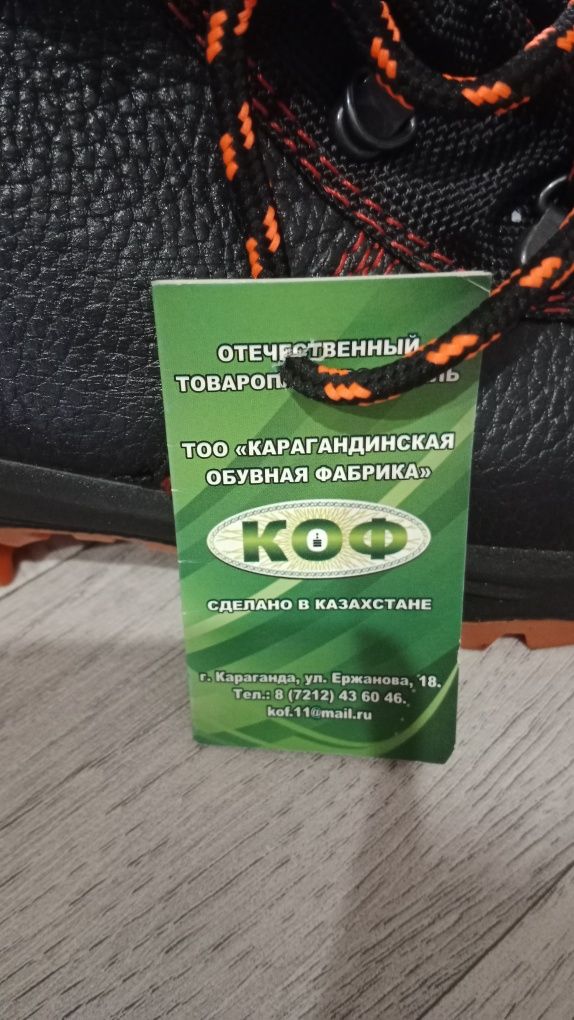 ОТЕЧЕСТВЕННЫЙ
ТООО «КАРАГАНДИНСКАЯ
ОБУВНАЯ ФАБРИКА»
КОФ
СДЕЛАНО В КАЗАХСТАНЕ
г. Караганда, ул. Ержанова, 18.
Тел.: 8 (7212) 43 60 46.
kof.11@mail.ru